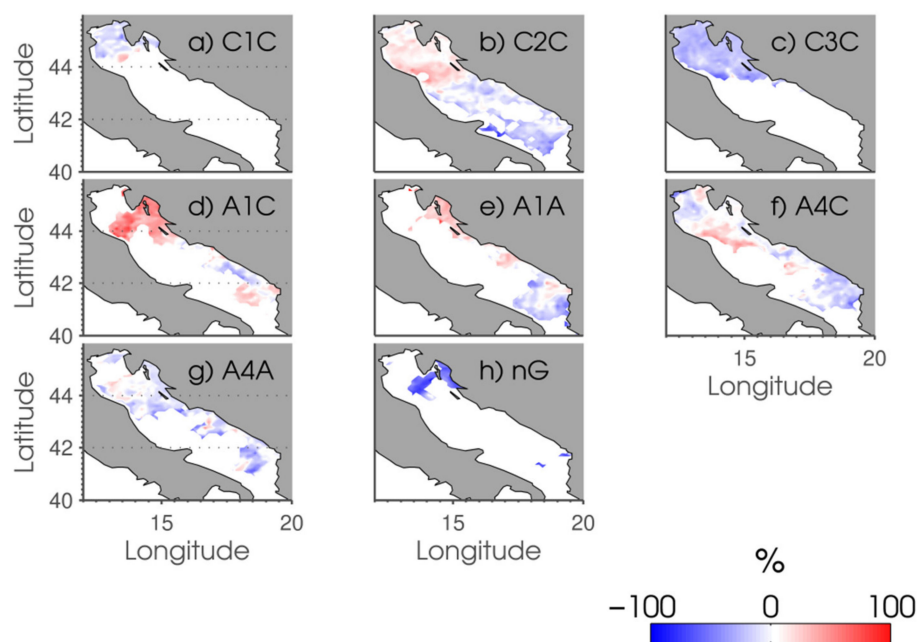 a) C1C
b) C2C
c) C3C
Latitude
44
42
40
d) A1C
e) A1A
f) A4C
Latitude
44
42
40
15
20
Longitude
g) A4A
h) nG
Latitude
44
42
40
15
20
15
20
Longitude
Longitude
%
−100
0
100